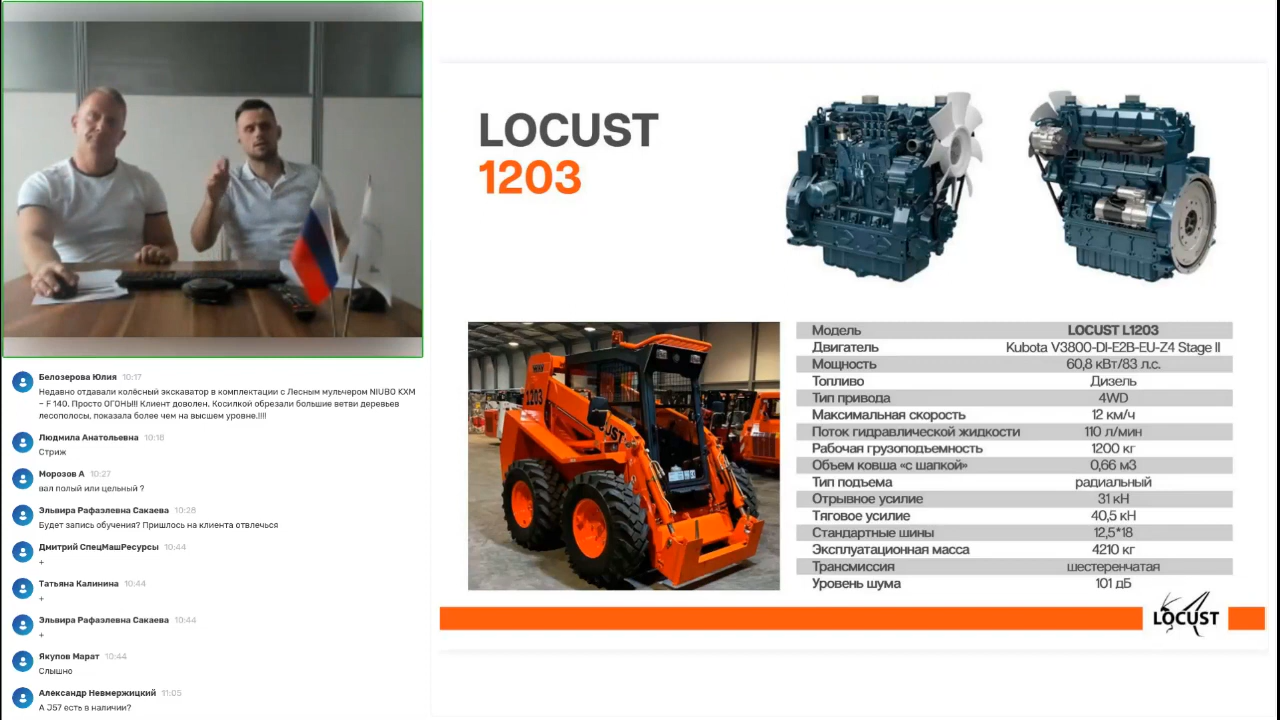 Белозерова Юлия 10:17
Недавно отдавали колёсный экокаватор в комплектации с Лесным мульчером NIUBO KXM
– F 140. Просто ОГОНЬ!!! Клиент доволен. Косилкой обрезали большие ветви деревьев
лесополосы, показала более чем на высшем уровне.!!!!
Людмила Анатольевна 10:18
Стриж
Морозов А 10:27
вал полый или цельный ?
Эльвира Рафаэлевна Сакаева 10:28
Будет запись обучения? Пришлось на клиента отвлечься
Дмитрий СпецМашРесурсы 10:44
+
Татьяна Калинина 10:44
+
Эльвира Рафаэлевна Сакаева 10:44
+
Якупов Марат 10:44
Слышно
Александр Невмержицкий 11:05
А J57 есть в наличии?
LOCUST
1203
1203
Модель LOCUST L1203
Двигатель Kubota V3800-DI-E2B-EU-Z4 Stage II
Мощность 60,8 кВт/83 л.с.
Топливо Дизель
Тип привода 4WD
Максимальная скорость 12 км/ч
Поток гидравлической жидкости 110 л/мин
Рабочая грузоподъемность 1200 кг
Объем ковша «с шапкой» 0,66 м3
Тип подъема радиальный
Отрывное усилие 31 кН
Тяговое усилие 40,5 кН
Стандартные шины 12,5*18
Эксплуатационная масса 4210 кг
Трансмиссия шестеренчатая
Уровень шума 101 дБ
LOCUST